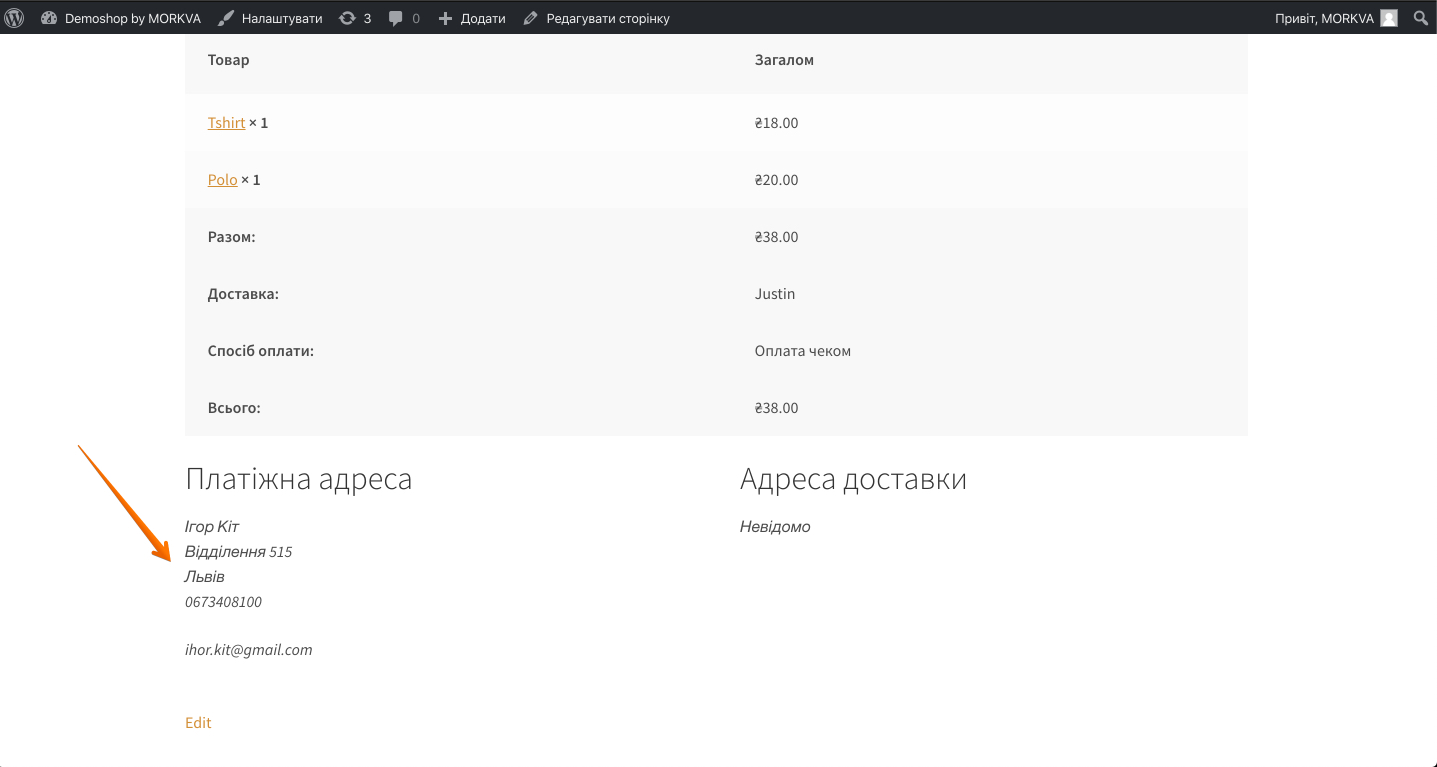 Demoshop by MORKVA Налаштувати 3 0 Додати Редагувати сторінку Привіт, MORKVA
Товар Загалом
Tshirt × 1 ₴18.00
Polo × 1 ₴20.00
Разом: ₴38.00
Доставка: Justin
Спосіб оплати: Оплата чеком
Всього: ₴38.00
Платіжна адреса
Ігор Кіт
Відділення 515
Львів
0673408100
ihor.kit@gmail.com
Edit
Адреса доставки
Невідомо